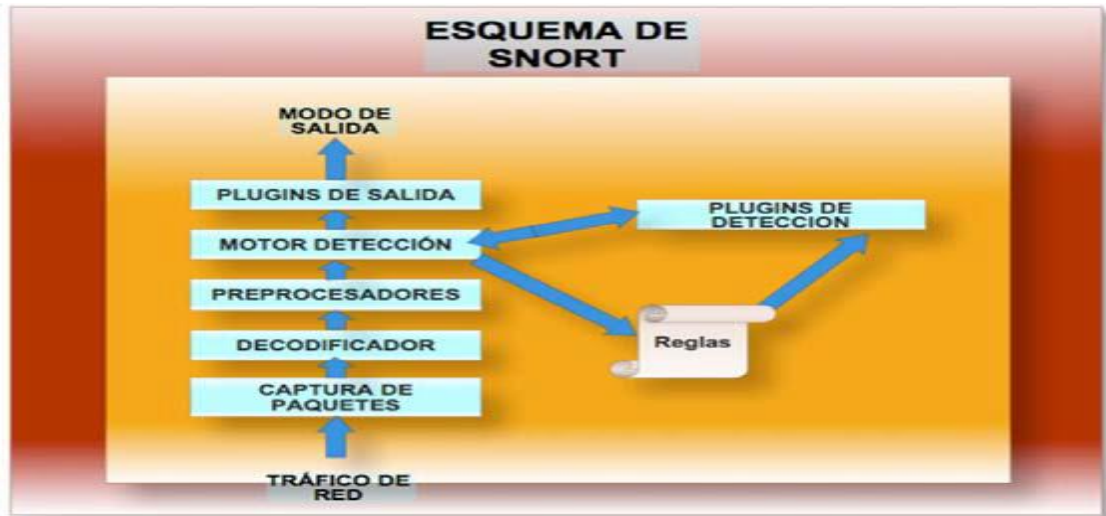 ESQUEMA DE
SNORT
MODO DE
SALIDA
PLUGINS DE SALIDA
PLUGINS DE
DETECCION
MOTOR DETECCIÓN
PREPROCESADORES
Reglas
DECODIFICADOR
CAPTURA DE
PAQUETES
TRÁFICO DE
RED